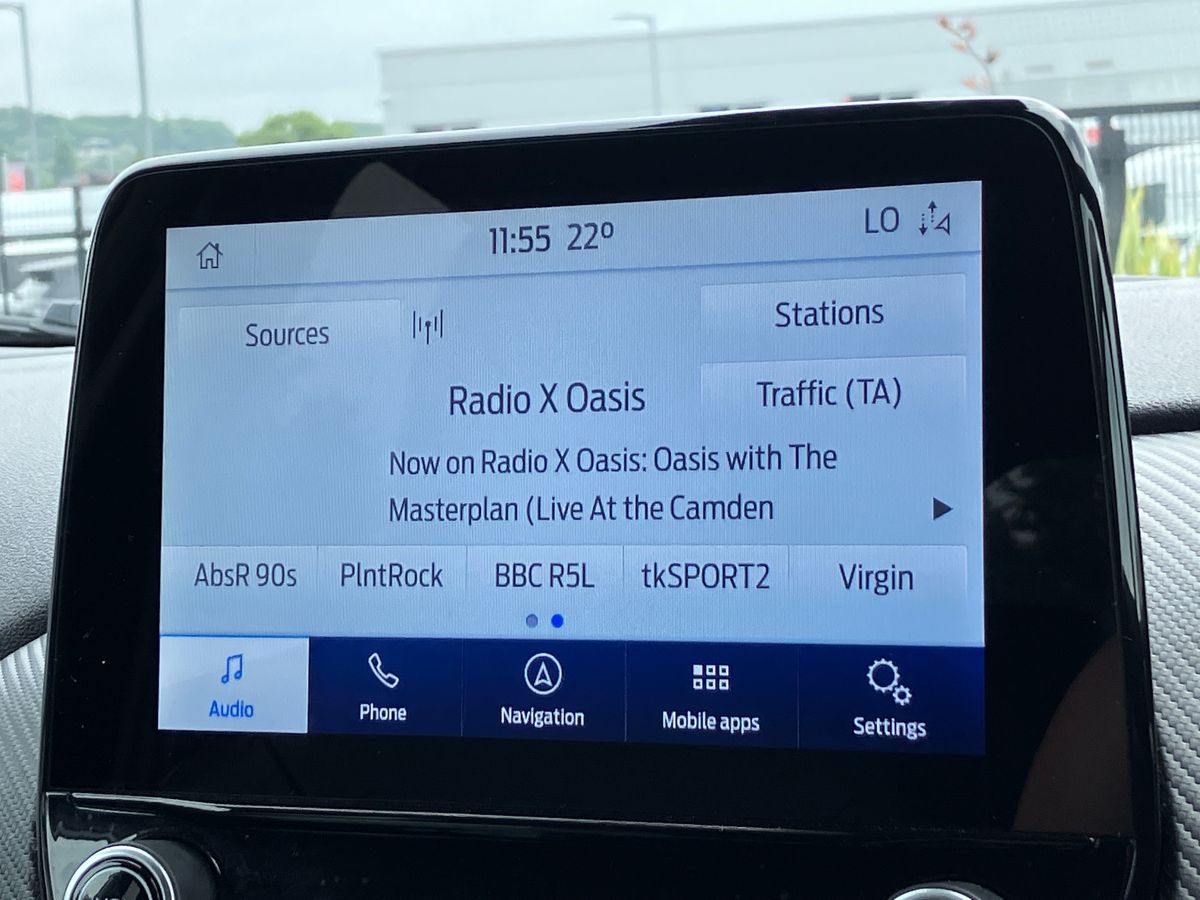 11:55 22º
LO
Sources
Stations
Radio X Oasis
Traffic (TA)
Now on Radio X Oasis: Oasis with The
Masterplan (Live At the Camden
AbsR 90s
PlntRock
BBC R5L
tkSPORT2
Virgin
Audio
Phone
Navigation
Mobile apps
Settings